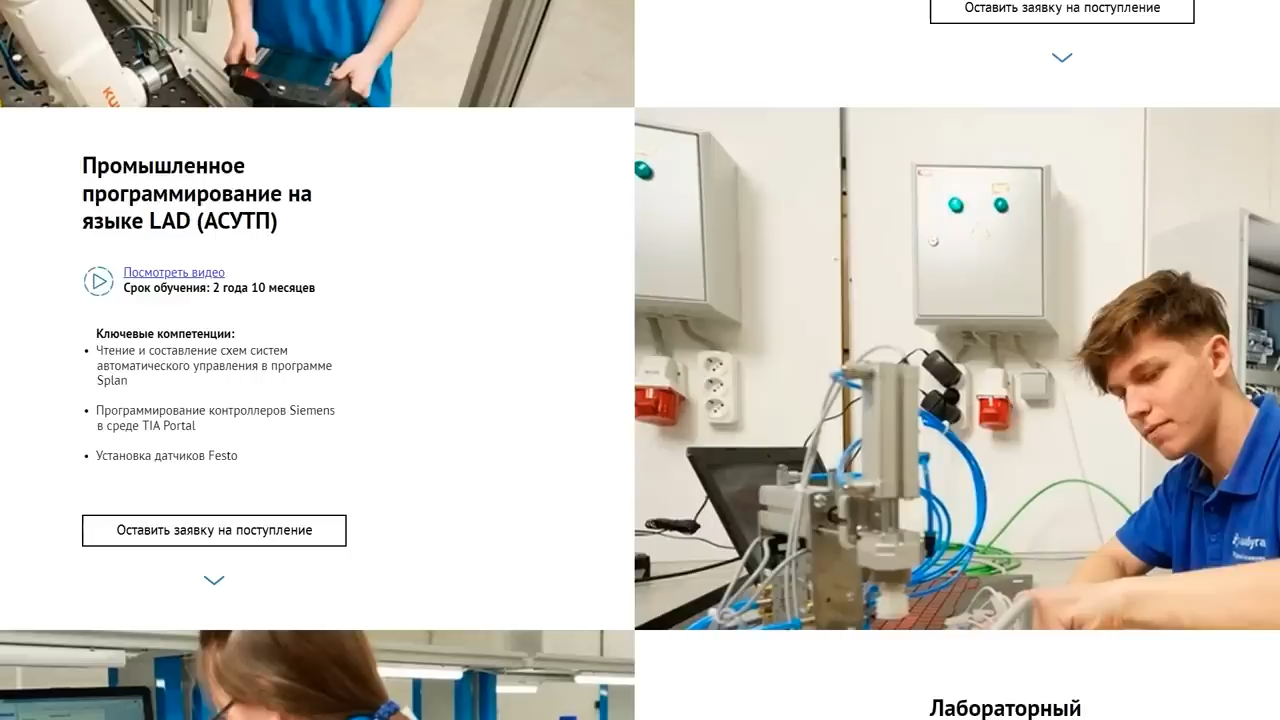 Оставить заявку на поступление
Промышленное
программирование на
языке LAD (АСУТП)
Посмотреть видео
Срок обучения: 2 года 10 месяцев
Ключевые компетенции:
• Чтение и составление схем систем
автоматического управления в программе
Splan
• Программирование контроллеров Siemens
в среде TIA Portal
• Установка датчиков Festo
Оставить заявку на поступление
Лабораторный